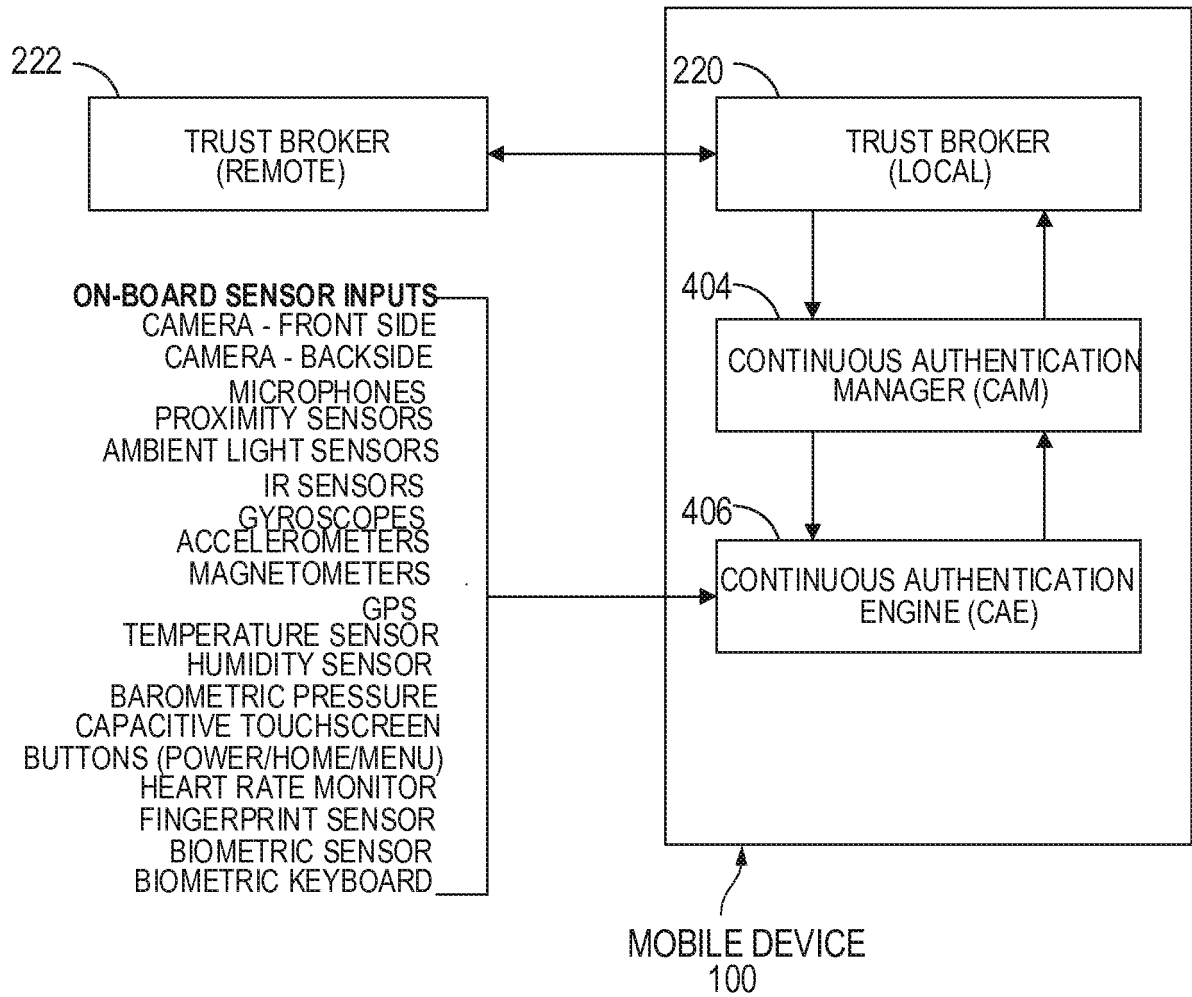 222
TRUST BROKER
(REMOTE)
220
TRUST BROKER
(LOCAL)
ON-BOARD SENSOR INPUTS
CAMERA - FRONT SIDE
CAMERA - BACKSIDE
MICROPHONES
PROXIMITY SENSORS
AMBIENT LIGHT SENSORS
IR SENSORS
GYROSCOPES
ACCELEROMETERS
MAGNETOMETERS
GPS
TEMPERATURE SENSOR
HUMIDITY SENSOR
BAROMETRIC PRESSURE
CAPACITIVE TOUCHSCREEN
BUTTONS (POWER/HOME/MENU)
HEART RATE MONITOR
FINGERPRINT SENSOR
BIOMETRIC SENSOR
BIOMETRIC KEYBOARD
404
CONTINUOUS AUTHENTICATION
MANAGER (CAM)
406
CONTINUOUS AUTHENTICATION
ENGINE (CAE)
MOBILE DEVICE
100